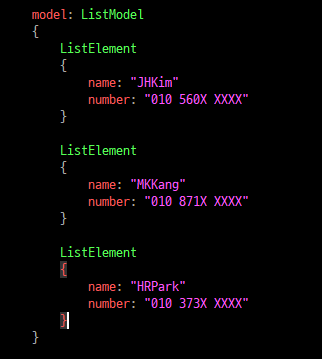 model: ListModel
{
    ListElement
    {
        name: "JHKim"
        number: "010 560X XXXX"
    }

    ListElement
    {
        name: "MKKang"
        number: "010 871X XXXX"
    }

    ListElement
    {
        name: "HRPark"
        number: "010 373X XXXX"
    }
}